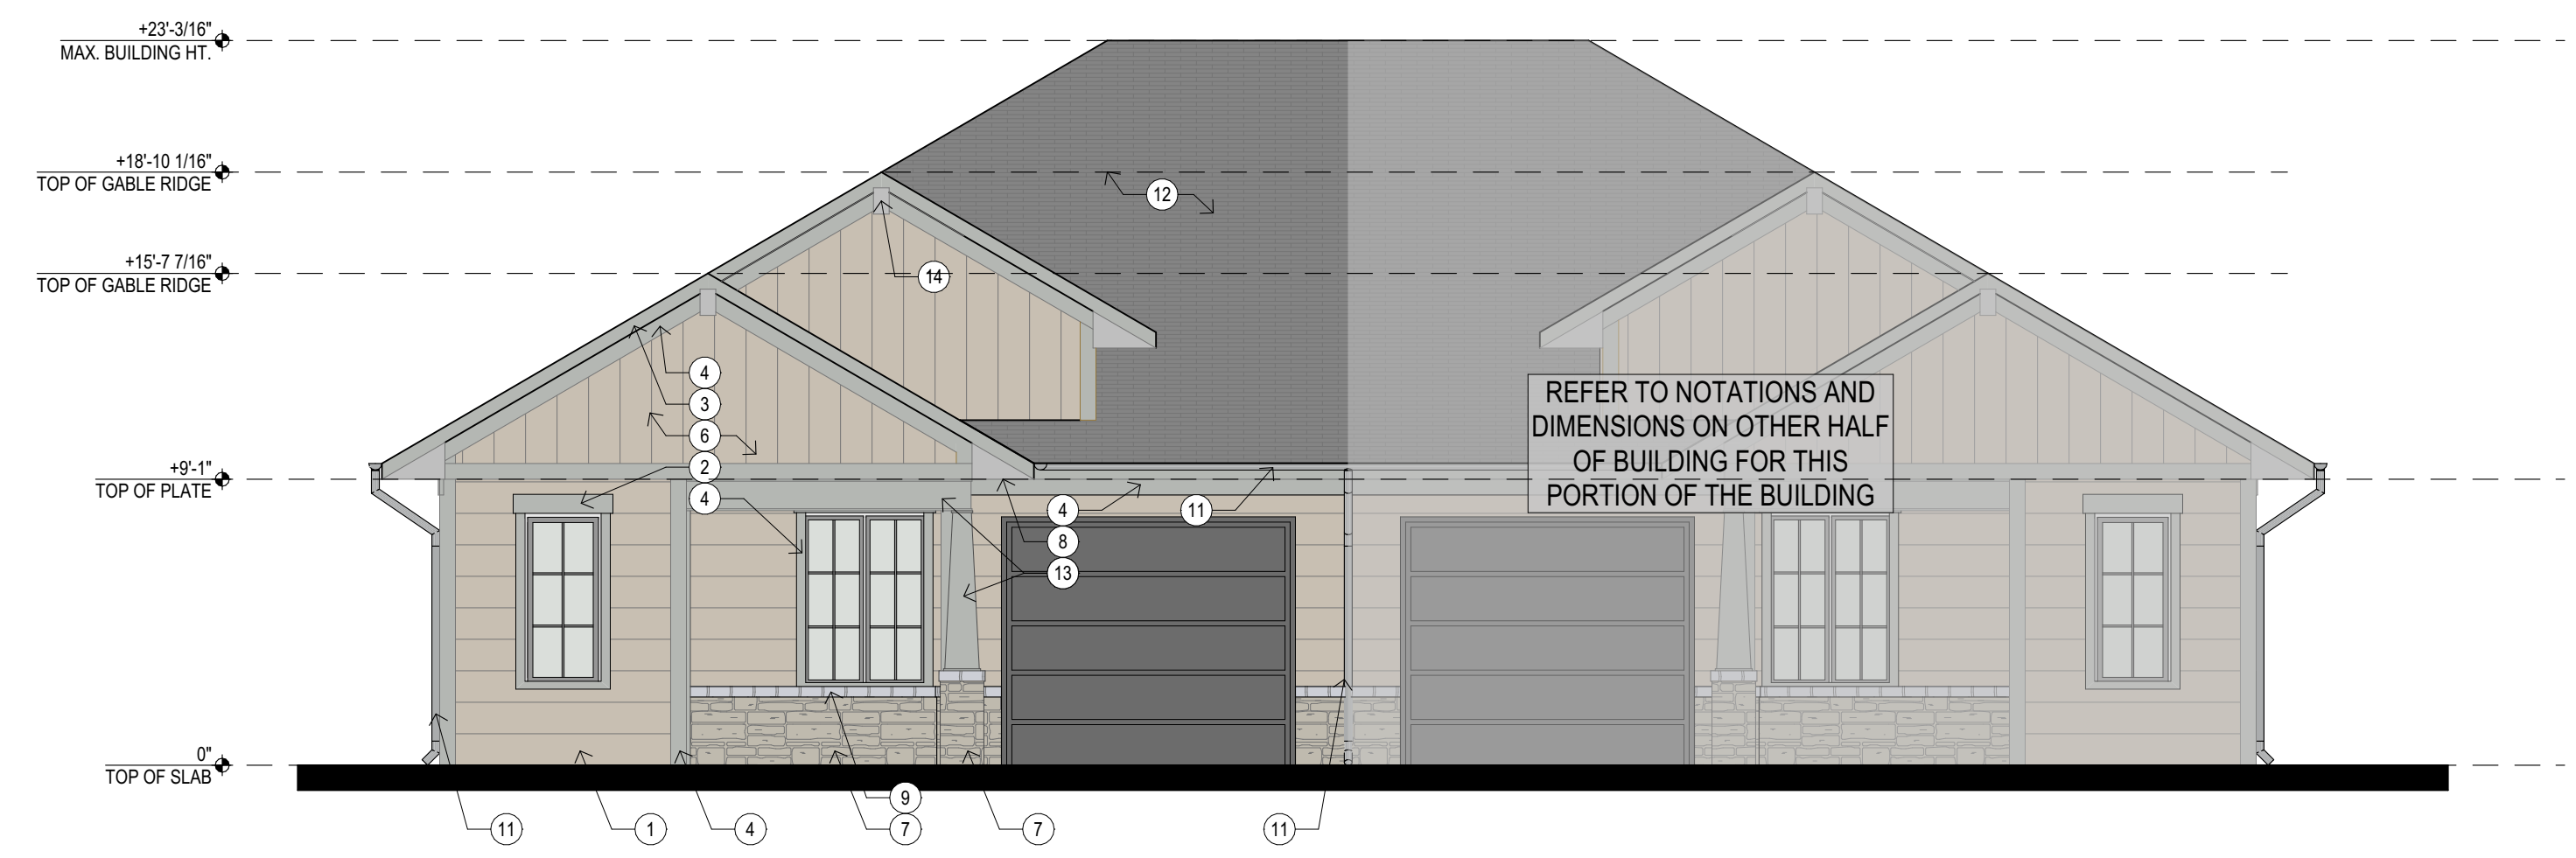 +23'-3/16"
MAX. BUILDING HT.
+18'-10 1/16"
TOP OF GABLE RIDGE
12
+15'-7 7/16"
TOP OF GABLE RIDGE
14
4
3
6
2
4
REFER TO NOTATIONS AND
DIMENSIONS ON OTHER HALF
OF BUILDING FOR THIS
PORTION OF THE BUILDING
+9'-1"
TOP OF PLATE
4
11
8
13
0"
TOP OF SLAB
9
11
1
4
7
7
11